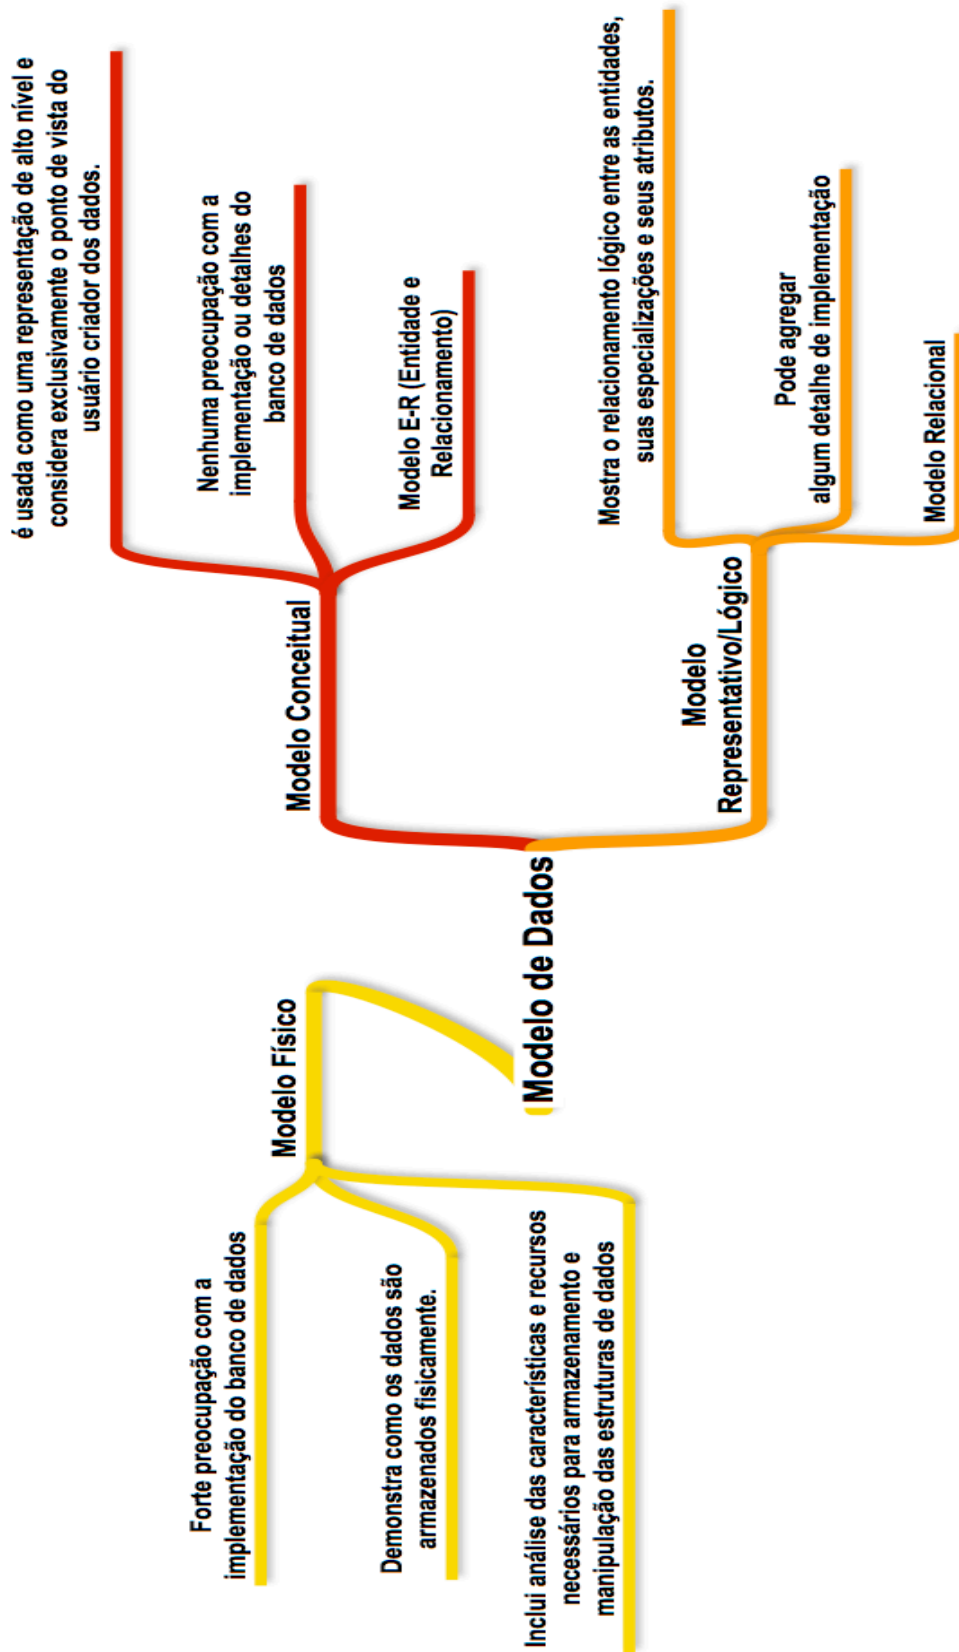 Modelo de Dados
Modelo Conceitual
é usada como uma representação de alto nível e
considera exclusivamente o ponto de vista do
usuário criador dos dados.
Nenhuma preocupação com a
implementação ou detalhes do
banco de dados
Modelo E-R (Entidade e
Relacionamento)
Modelo
Representativo/Lógico
Mostra o relacionamento lógico entre as entidades,
suas especializações e seus atributos.
Pode agregar
algum detalhe de implementação
Modelo Relacional
Modelo Físico
Forte preocupação com a
implementação do banco de dados
Demonstra como os dados são
armazenados fisicamente.
Inclui análise das características e recursos
necessários para armazenamento e
manipulação das estruturas de dados